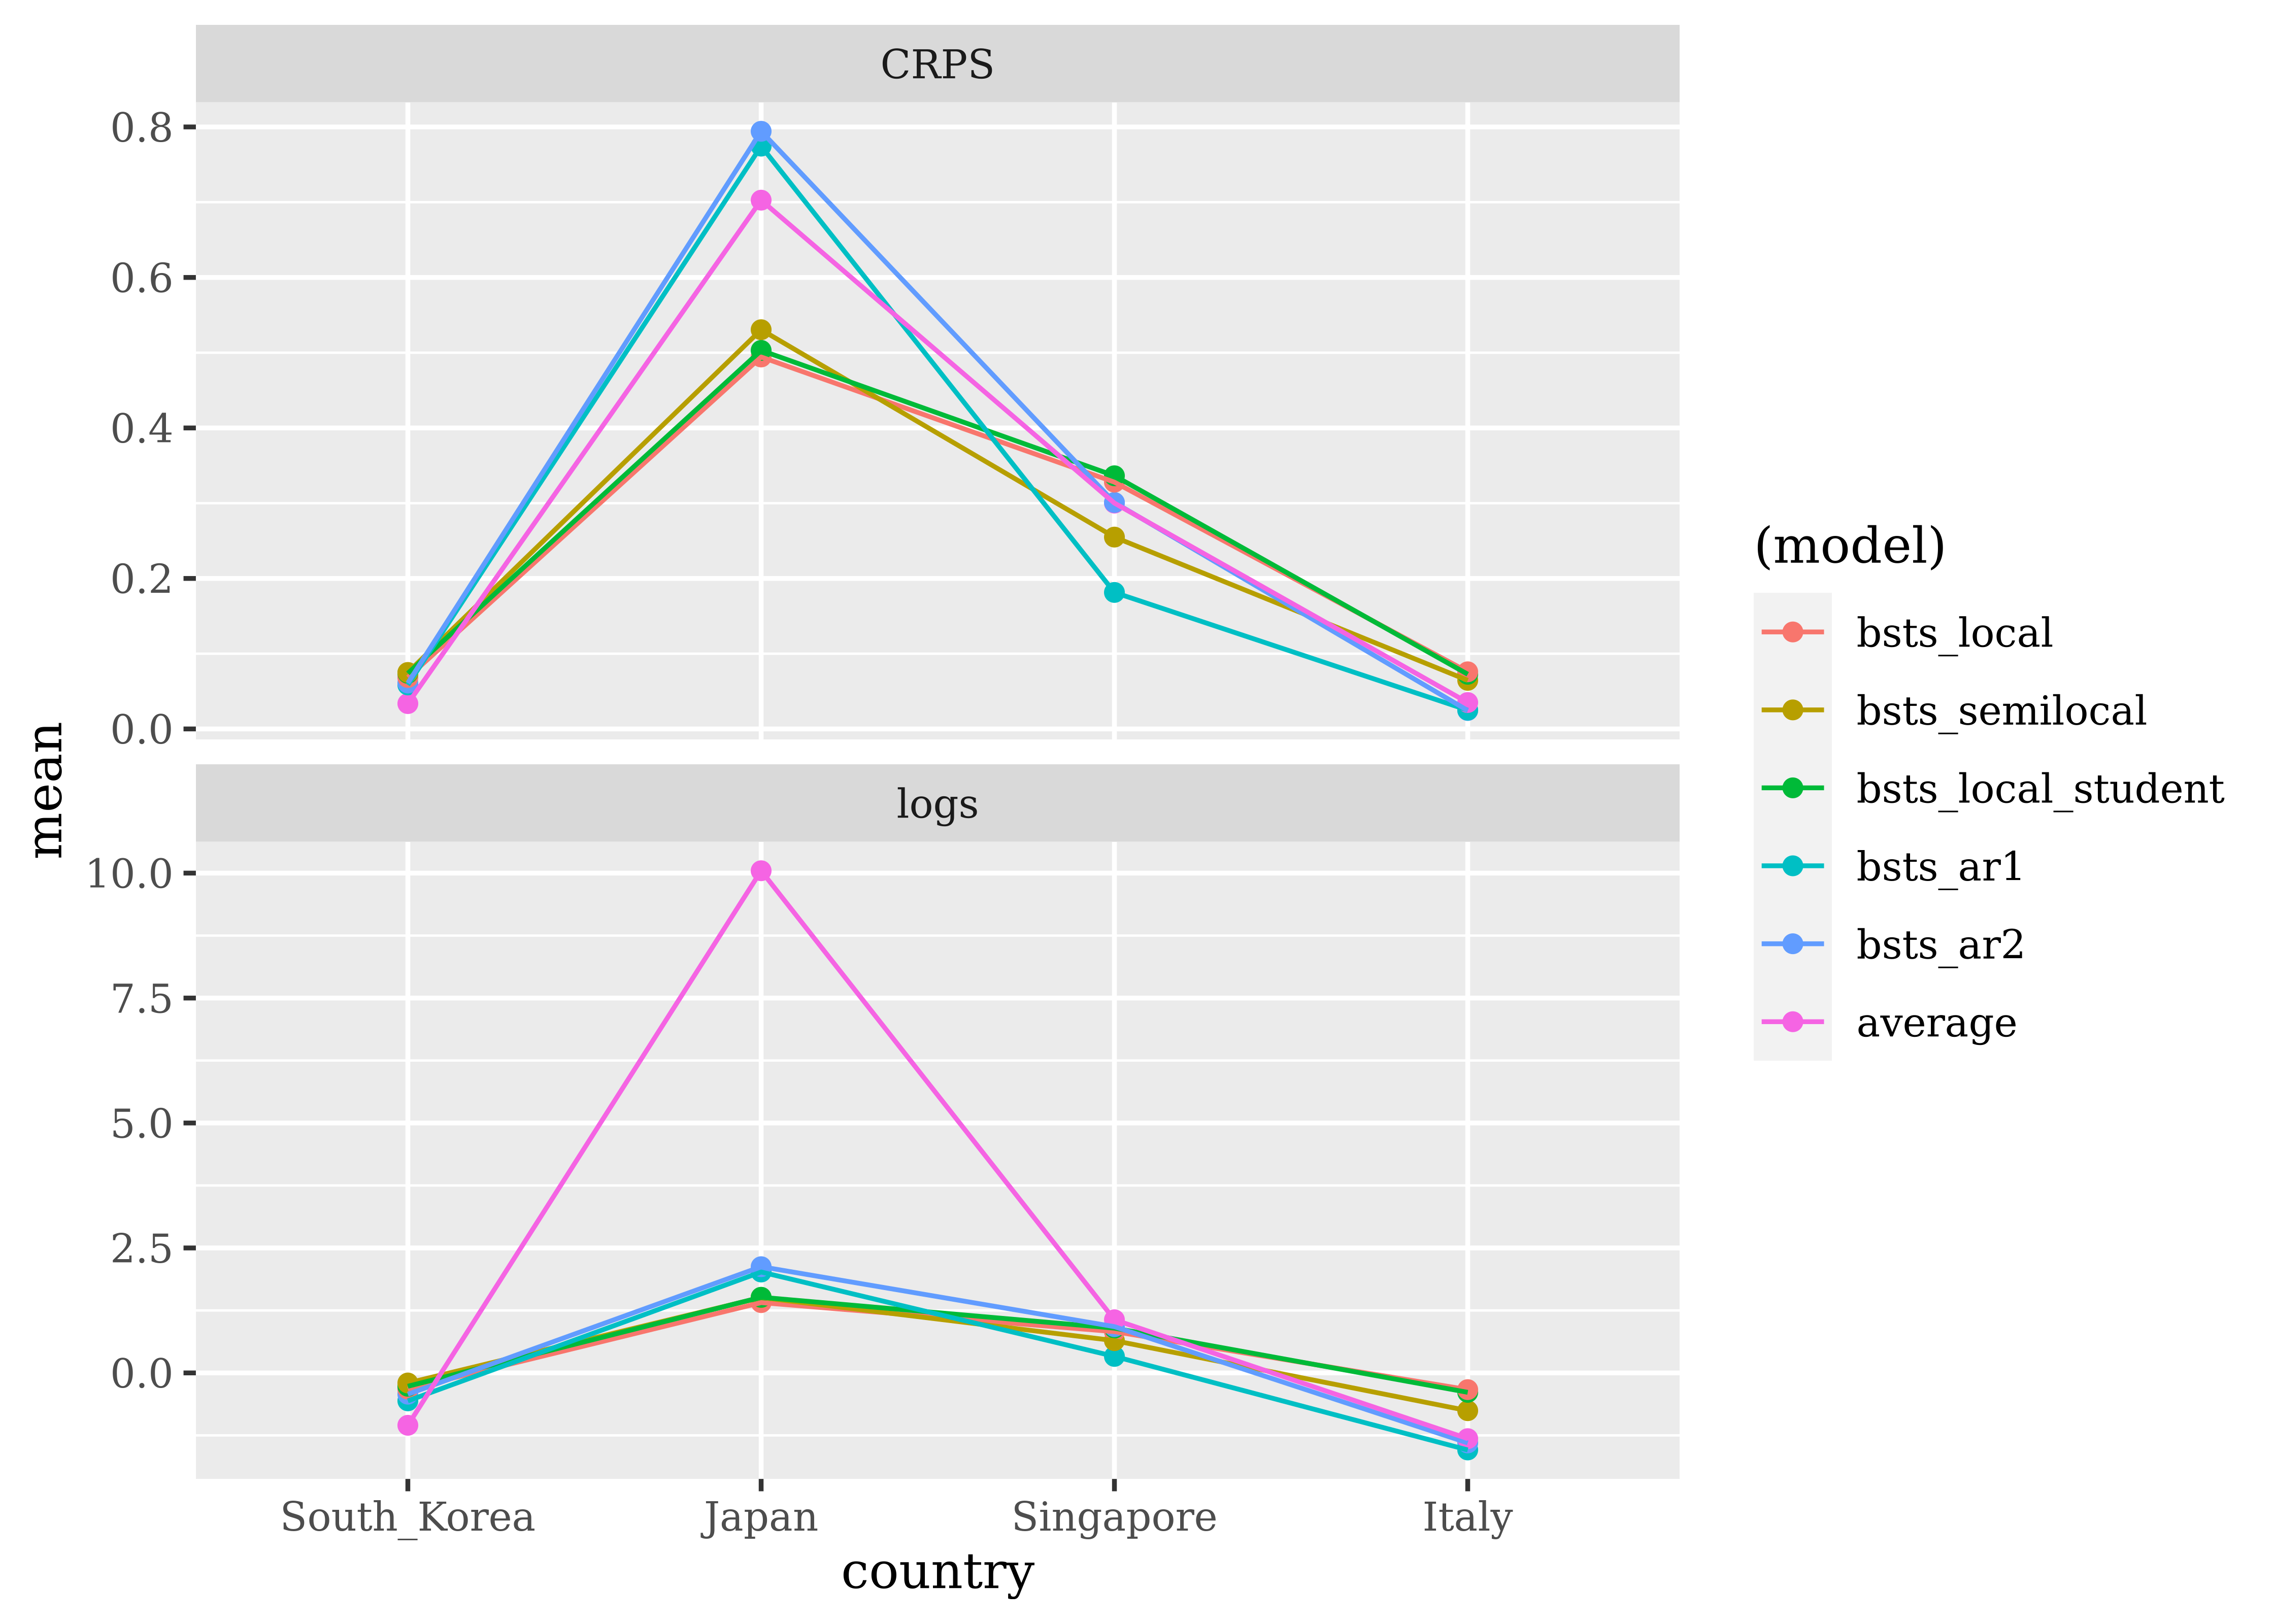 CRPS
0.8
0.6
0.4
0.2
0.0
mean
logs
10.0
7.5
5.0
2.5
0.0
South_Korea Japan Singapore Italy
country
(model)
bsts_local
bsts_semilocal
bsts_local_student
bsts_ar1
bsts_ar2
average